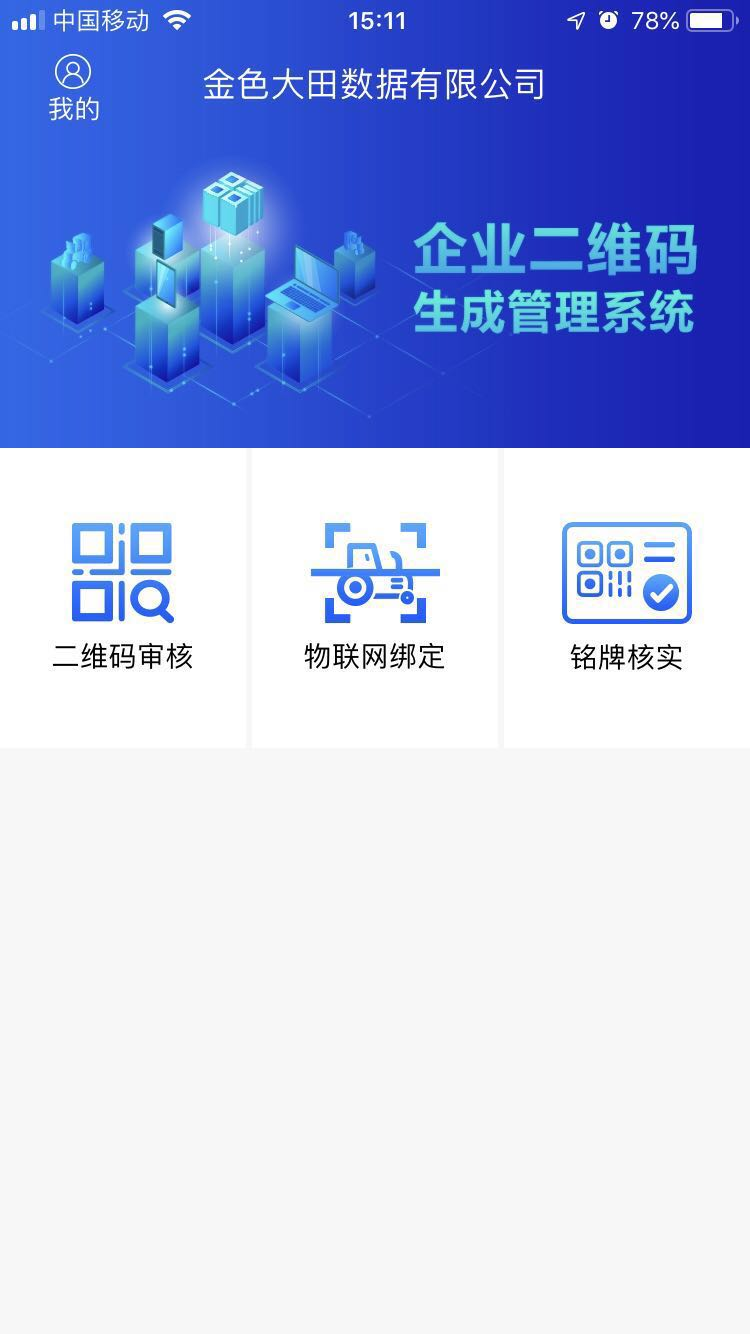 中国移动
15:11
78%
我的
金色大田数据有限公司
企业二维码
生成管理系统
二维码审核
物联网绑定
铭牌核实